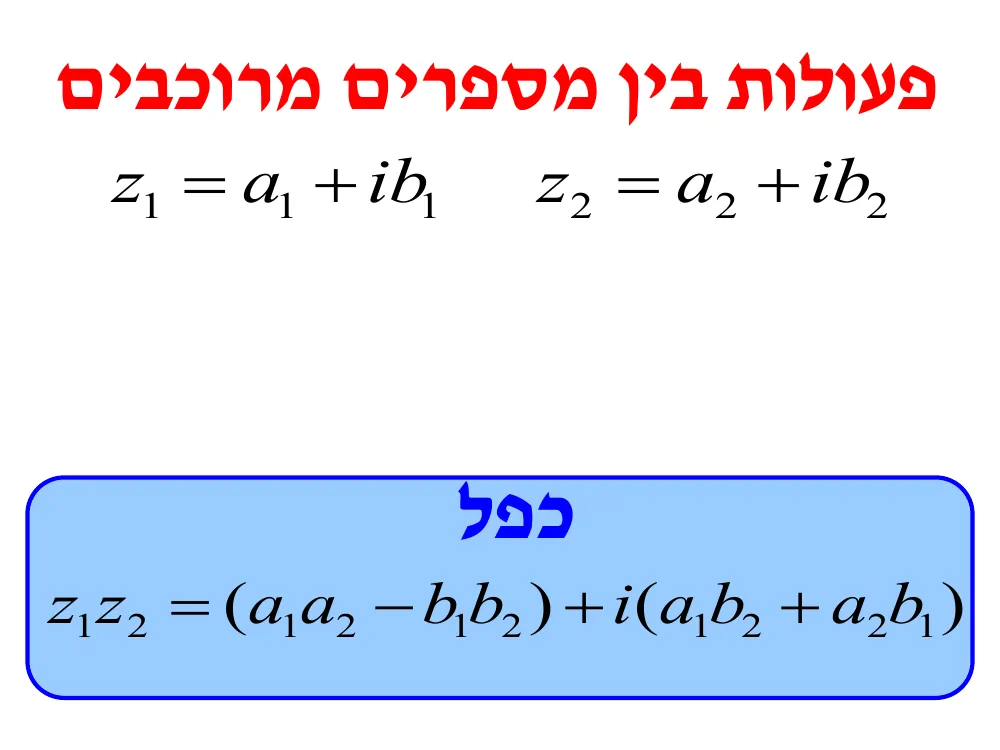 פעולות בין מספרים מרוכבים
z₁ = a₁ + ib₁ z₂ = a₂ + ib₂
כפל
z₁z₂ = (a₁a₂ − b₁b₂) + i(a₁b₂ + a₂b₁)